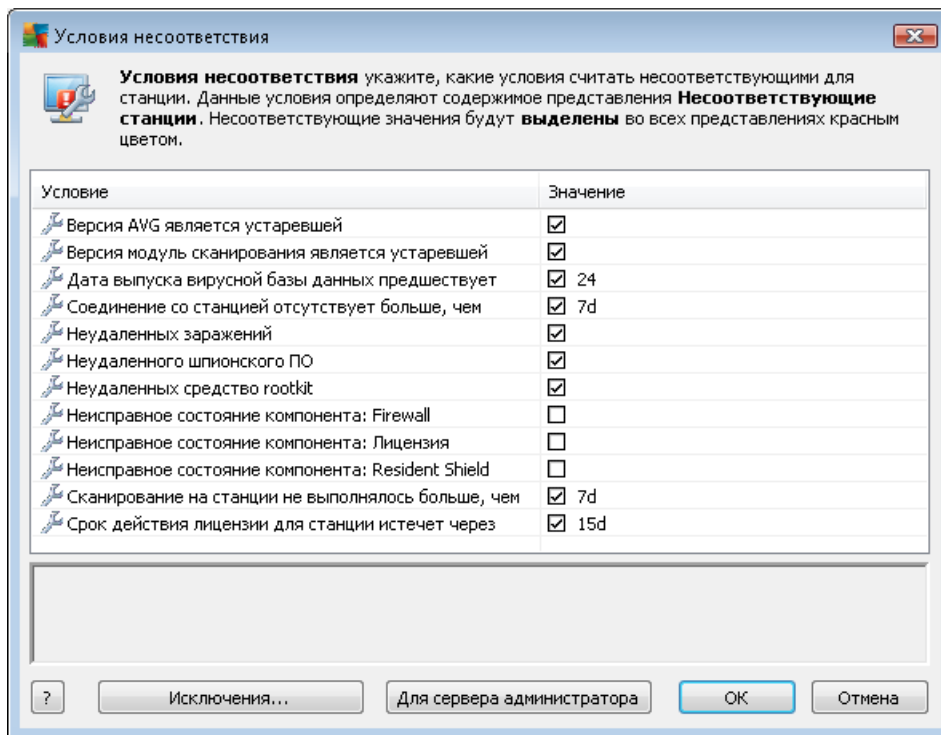 Условия несоответствия
Условия несоответствия укажите, какие условия считать несоответствующими для
станции. Данные условия определяют содержимое представления Несоответствующие
станции. Несоответствующие значения будут выделены во всех представлениях красным
цветом.
Условие Значение
Версия AVG является устаревшей
Версия модуль сканирования является устаревшей
Дата выпуска вирусной базы данных предшествует 24
Соединение со станцией отсутствует больше, чем 7d
Неудаленных заражений
Неудаленного шпионского ПО
Неудаленных средство rootkit
Неисправное состояние компонента: Firewall
Неисправное состояние компонента: Лицензия
Неисправное состояние компонента: Resident Shield
Сканирование на станции не выполнялось больше, чем 7d
Срок действия лицензии для станции истечет через 15d
? Исключения... Для сервера администратора OK Отмена